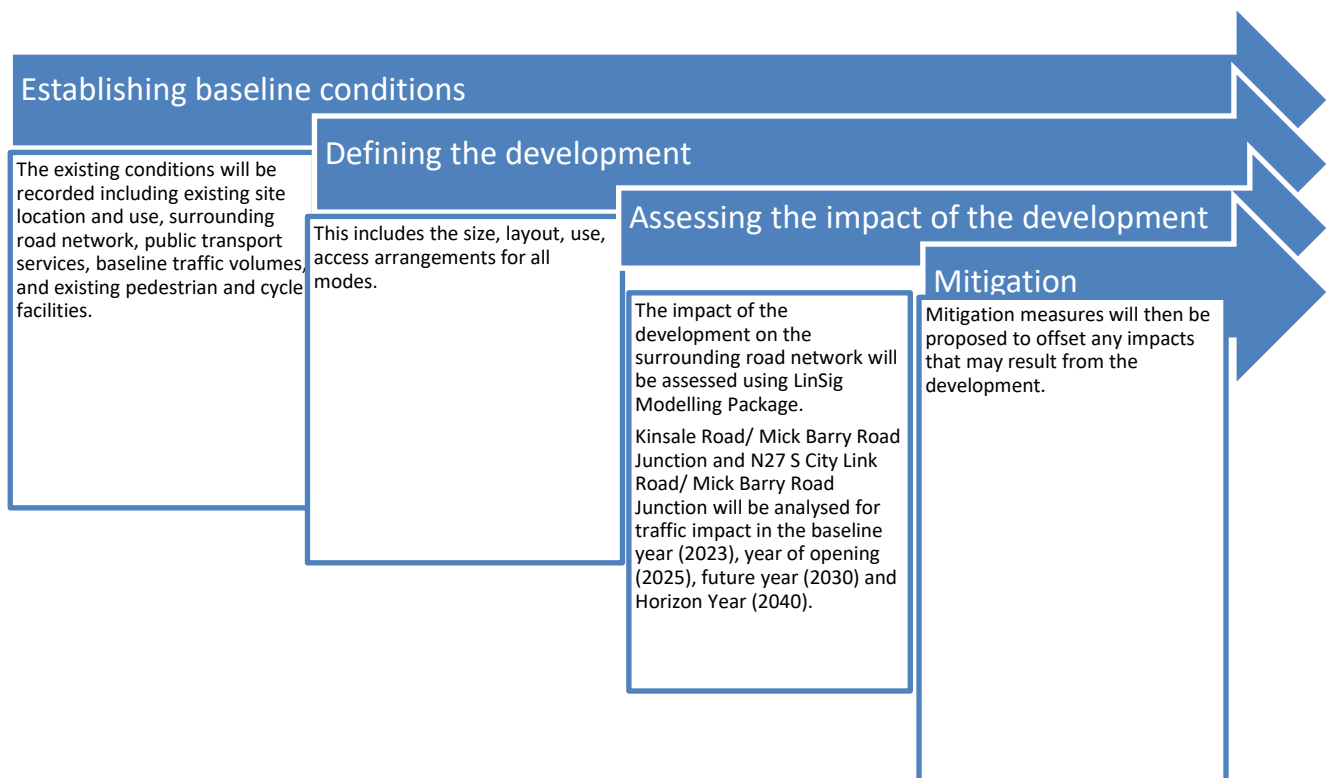 Establishing baseline conditions
The existing conditions will be
recorded including existing site
location and use, surrounding
road network, public transport
services, baseline traffic volumes,
and existing pedestrian and cycle
facilities.
Defining the development
This includes the size, layout, use,
access arrangements for all
modes.
Assessing the impact of the development
The impact of the
development on the
surrounding road network will
be assessed using LinSig
Modelling Package.
Kinsale Road/ Mick Barry Road
Junction and N27 S City Link
Road/ Mick Barry Road
Junction will be analysed for
traffic impact in the baseline
year (2023), year of opening
(2025), future year (2030) and
Horizon Year (2040).
Mitigation
Mitigation measures will then be
proposed to offset any impacts
that may result from the
development.